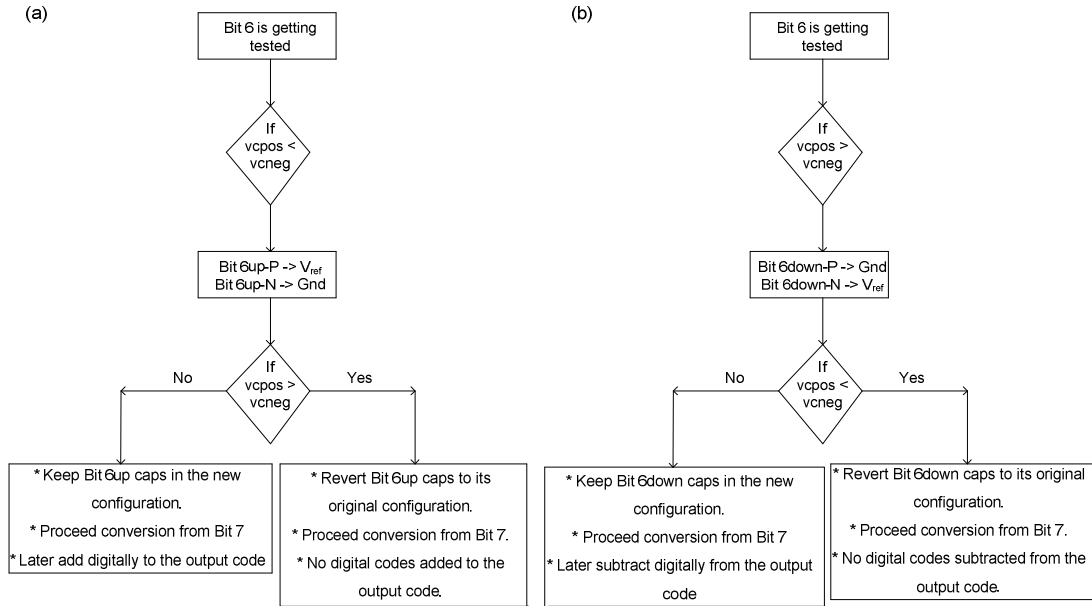 (a)
Bit 6 is getting
tested
If
vcpos <
vcneg
Bit 6up-P -> Vref
Bit 6up-N -> Gnd
If
vcpos >
vcneg
No
Yes
* Keep Bit 6up caps in the new
configuration.
* Proceed conversion from Bit 7
* Later add digitally to the output code
* Revert Bit 6up caps to its
original configuration.
* Proceed conversion from Bit 7.
* No digital codes added to the
output code.
(b)
Bit 6 is getting
tested
If
vcpos >
vcneg
Bit 6down-P -> Gnd
Bit 6down-N -> Vref
If
vcpos <
vcneg
No
Yes
* Keep Bit 6down caps in the new
configuration.
* Proceed conversion from Bit 7
* Later subtract digitally from the output
code
* Revert Bit 6down caps to its original
configuration.
* Proceed conversion from Bit 7.
* No digital codes subtracted from the
output code.